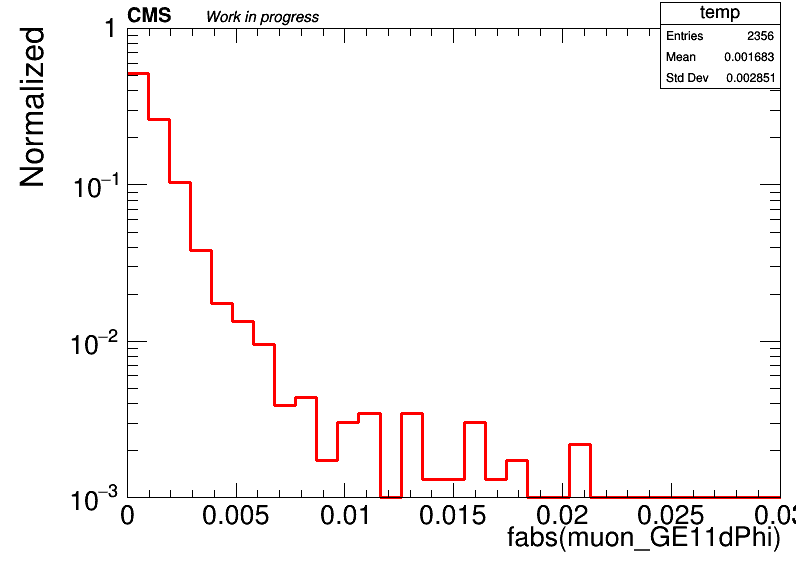 CMS Work in progress
temp
Entries 2356
Mean 0.001683
Std Dev 0.002851
Normalized
1
10⁻¹
10⁻²
10⁻³
0 0.005 0.01 0.015 0.02 0.025 0.03
fabs(muon_GE11dPhi)